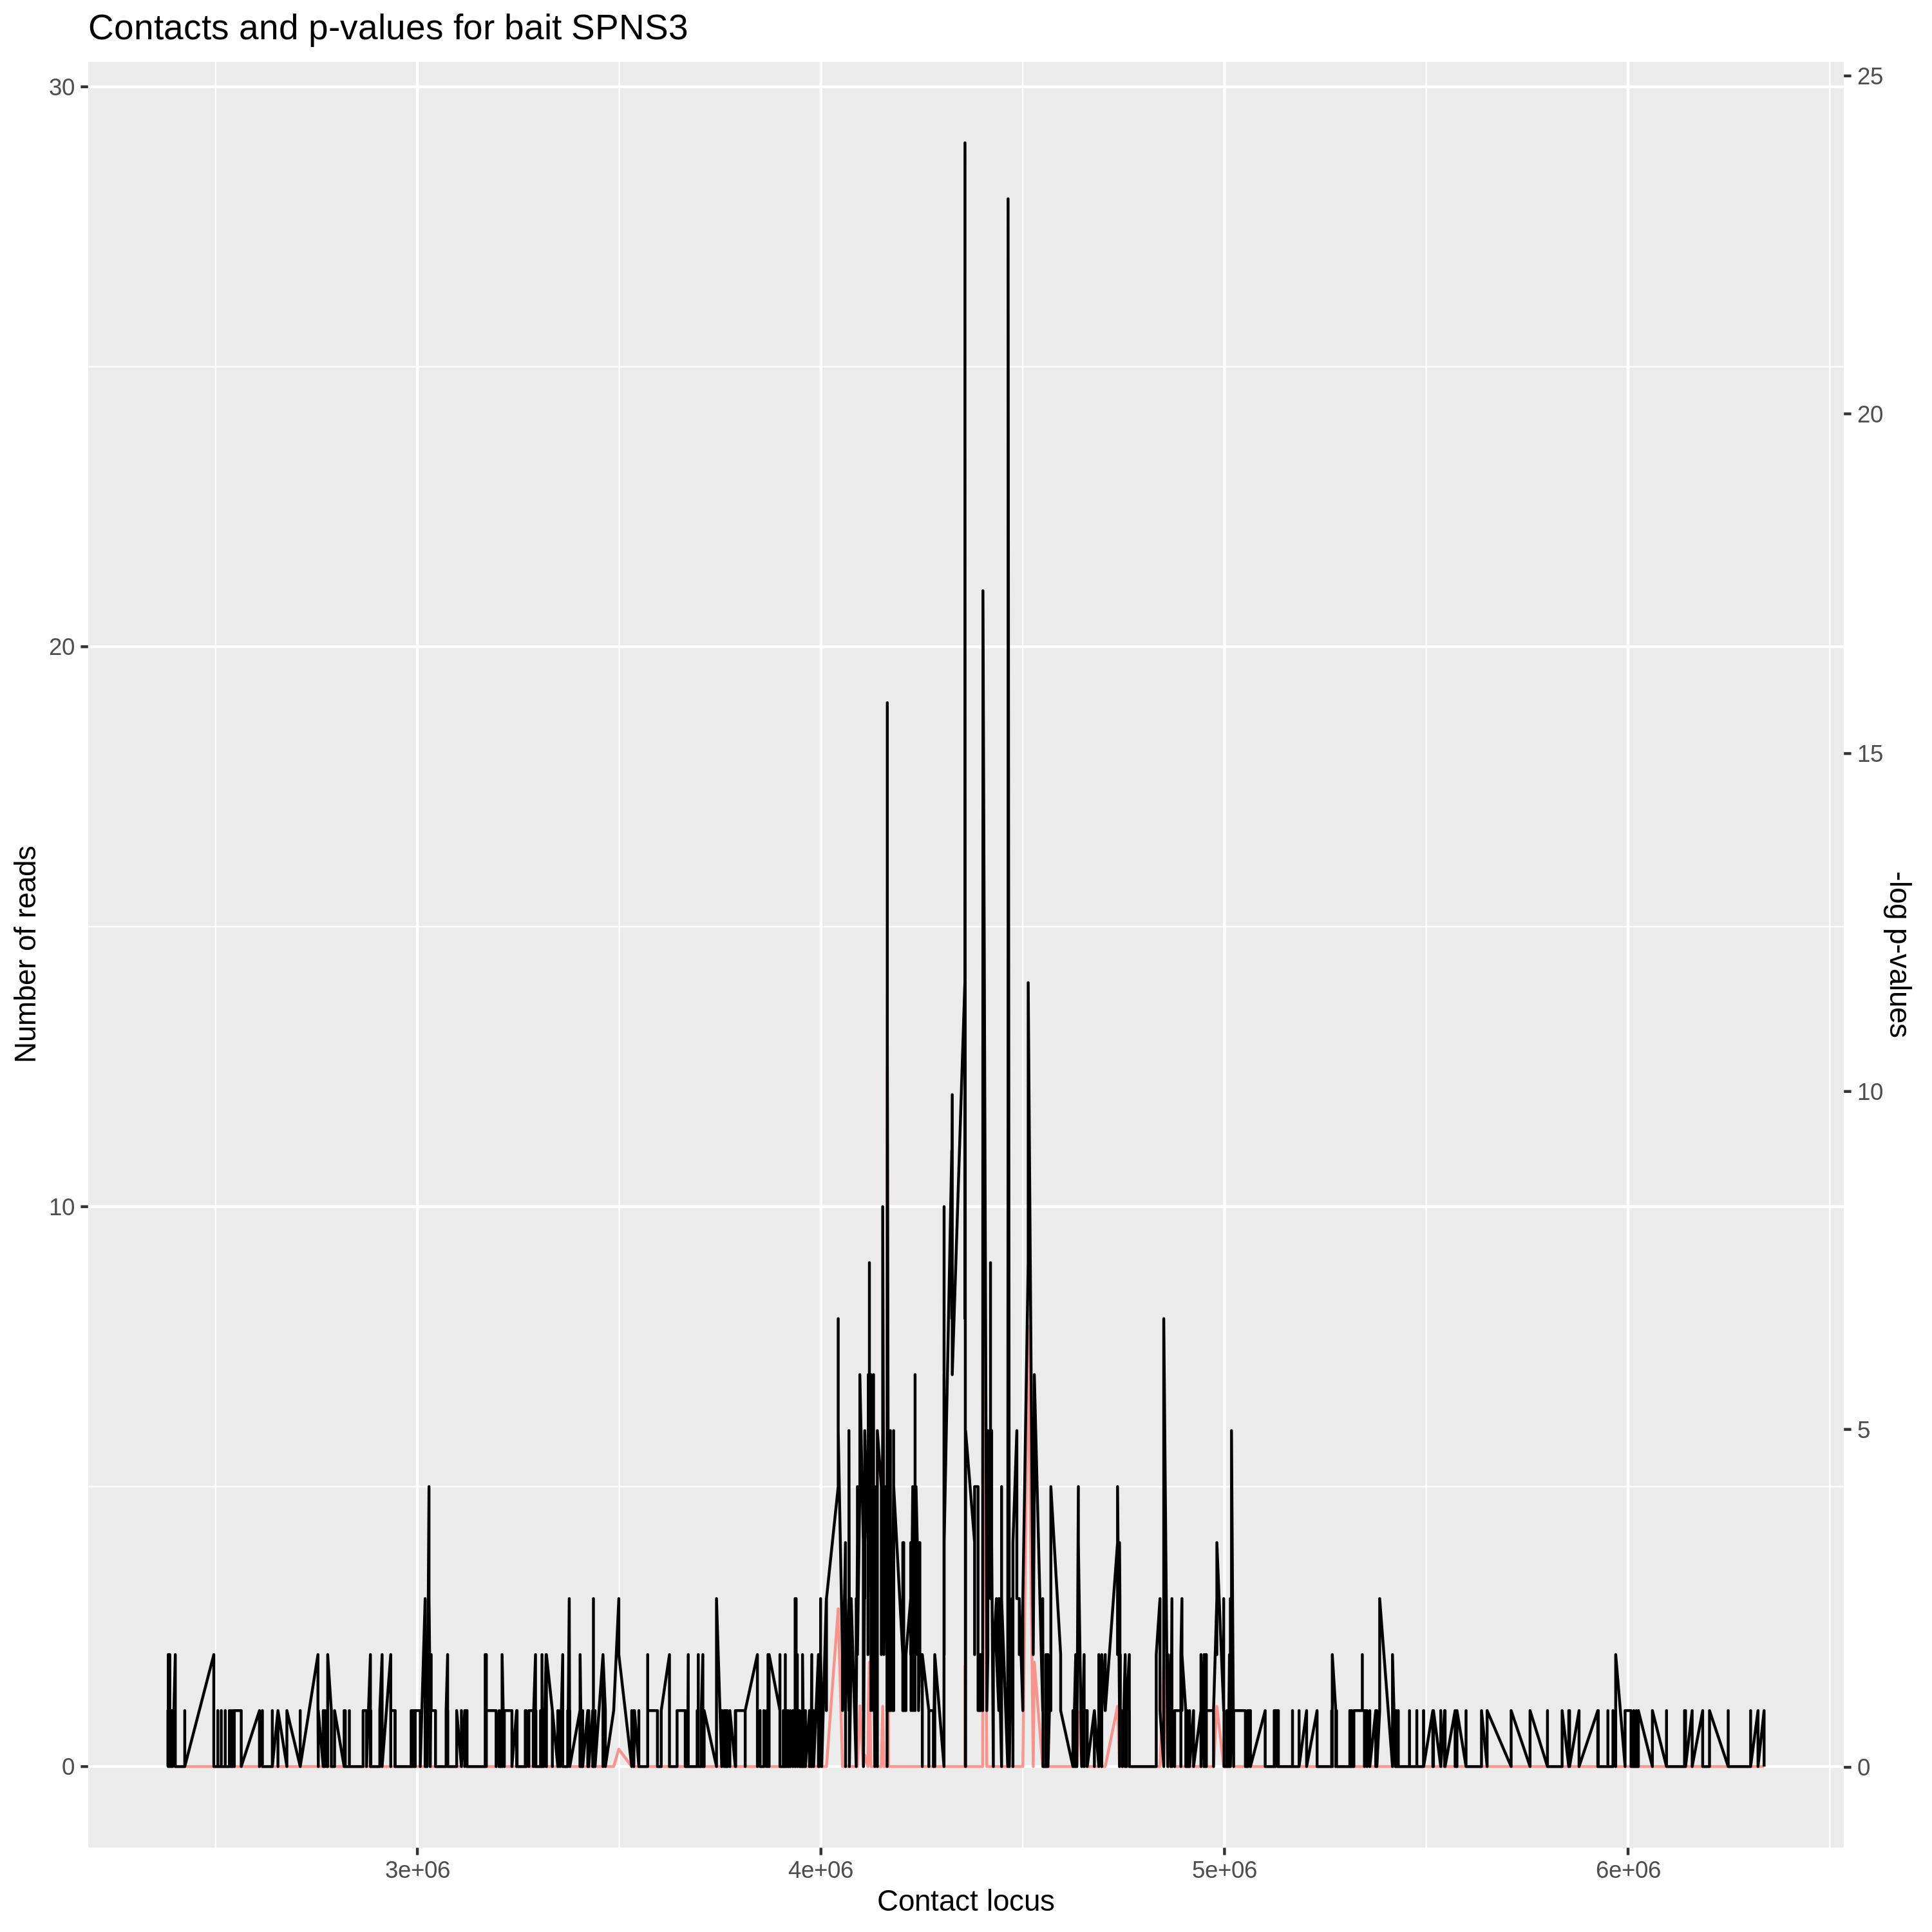 Contacts and p-values for bait SPNS3
30
20
10
0
Number of reads
25
20
15
10
5
0
-log p-values
3e+06
4e+06
5e+06
6e+06
Contact locus